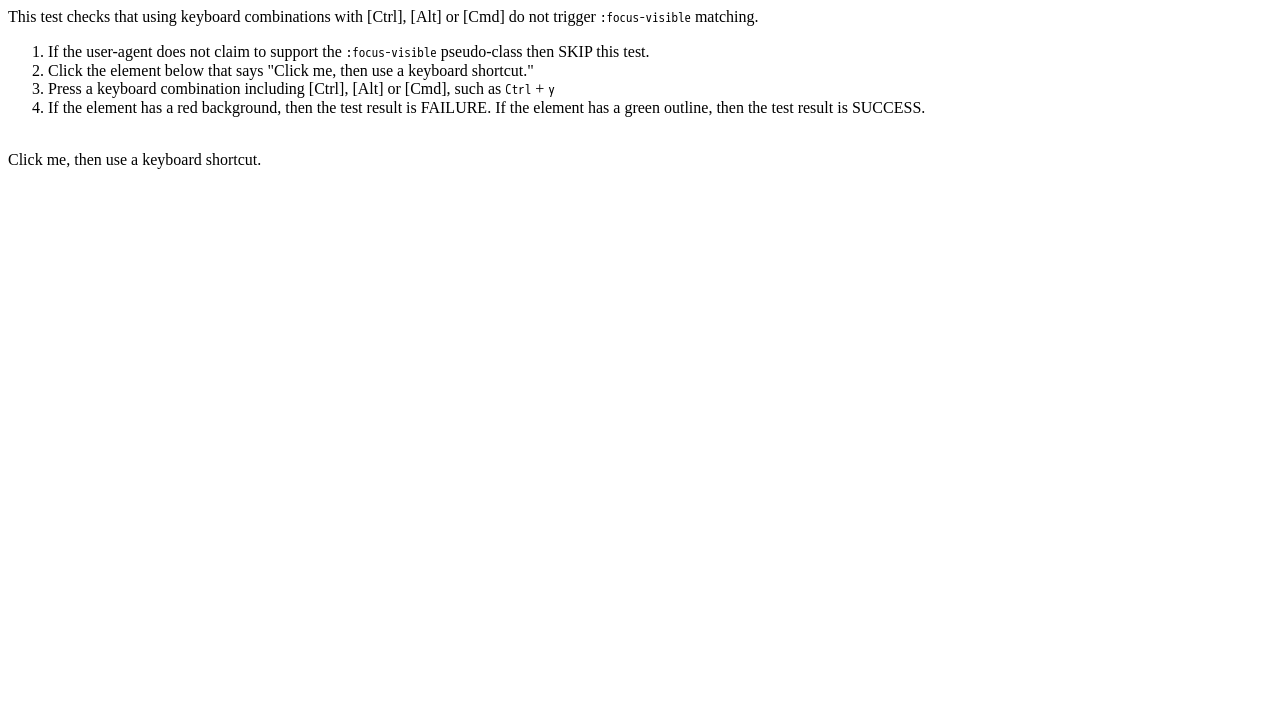 This test checks that using keyboard combinations with [Ctrl], [Alt] or [Cmd] do not trigger :focus-visible matching.
1. If the user-agent does not claim to support the :focus-visible pseudo-class then SKIP this test.
2. Click the element below that says "Click me, then use a keyboard shortcut."
3. Press a keyboard combination including [Ctrl], [Alt] or [Cmd], such as Ctrl + y
4. If the element has a red background, then the test result is FAILURE. If the element has a green outline, then the test result is SUCCESS.
Click me, then use a keyboard shortcut.